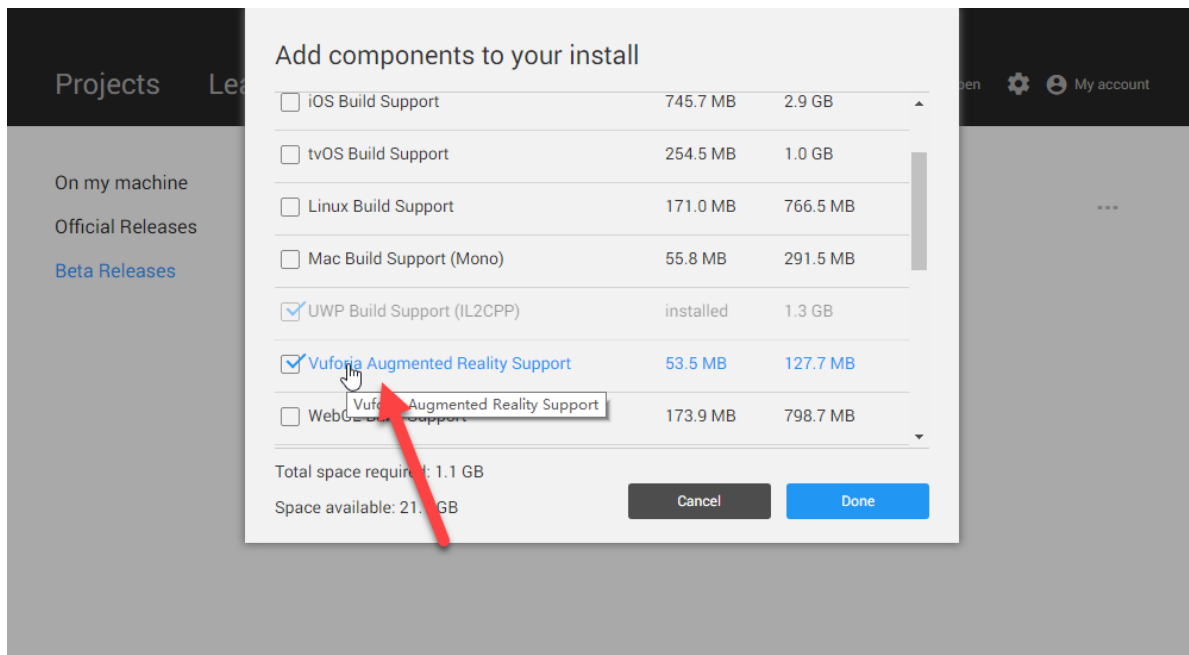 Add components to your install
Projects
My account
iOS Build Support 745.7 MB 2.9 GB
tvOS Build Support 254.5 MB 1.0 GB
On my machine
Linux Build Support 171.0 MB 766.5 MB
Official Releases
Mac Build Support (Mono) 55.8 MB 291.5 MB
Beta Releases
UWP Build Support (IL2CPP) installed 1.3 GB
Vuforia Augmented Reality Support 53.5 MB 127.7 MB
Augmented Reality Support
Support 173.9 MB 798.7 MB
Total space required: 1.1 GB
Space available: GB
Cancel Done